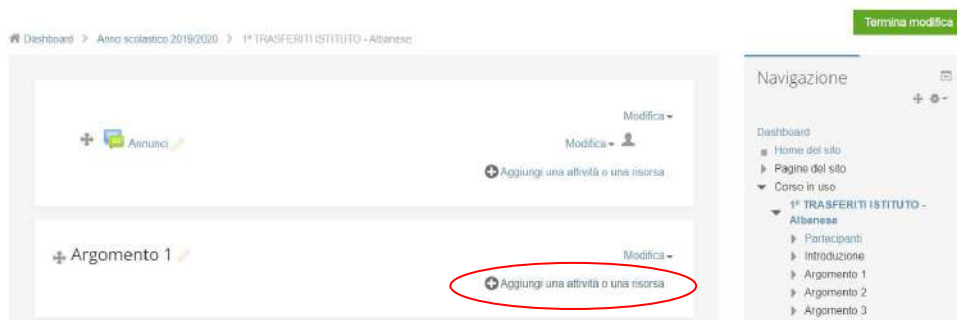 Termina modifica
Dashboard > Anno scolastico 2019/2020 > 1ª TRASFERITI ISTITUTO - Albanese
Modifica
Annunci
Modifica
Aggiungi una attività o una risorsa
Argomento 1
Modifica
Aggiungi una attività o una risorsa
Navigazione
Dashboard
Home del sito
Pagine del sito
Corso in uso
1ª TRASFERITI ISTITUTO -
Albanese
Partecipanti
Introduzione
Argomento 1
Argomento 2
Argomento 3